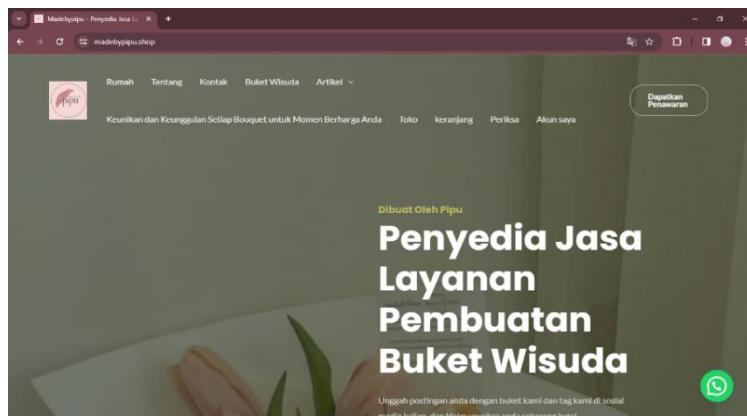 Madebypipu - Penyedia Jasa La
madebypipu.shop
pipu
Rumah Tentang Kontak Buket Wisuda Artikel
Keunikan dan Keunggulan Setiap Bouquet untuk Momen Berharga Anda Toko keranjang Periksa Akun saya
Dapatkan
Penawaran
Dibuat Oleh Pipu
Penyedia Jasa
Layanan
Pembuatan
Buket Wisuda
Unggah postingan anda dengan buket kami dan tag kami di sosial